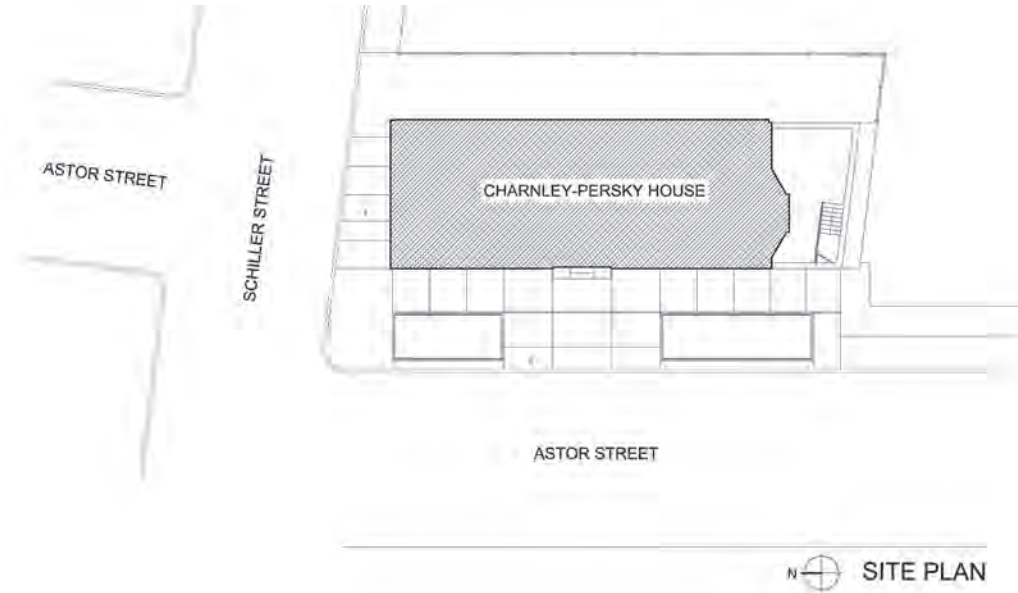 ASTOR STREET
SCHILLER STREET
CHARNLEY-PERSKY HOUSE
ASTOR STREET
N
SITE PLAN